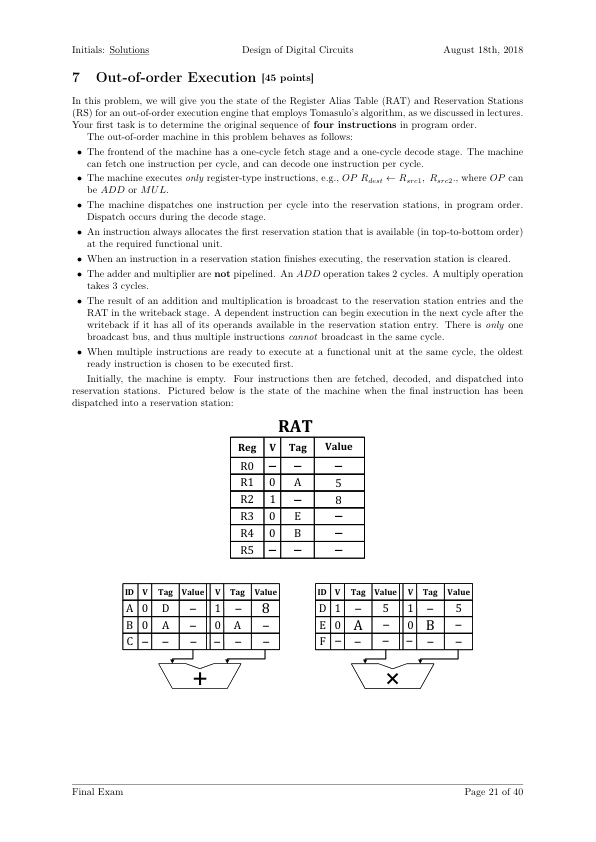 Initials: Solutions Design of Digital Circuits August 18th, 2018
7 Out-of-order Execution [45 points]
In this problem, we will give you the state of the Register Alias Table (RAT) and Reservation Stations
(RS) for an out-of-order execution engine that employs Tomasulo's algorithm, as we discussed in lectures.
Your first task is to determine the original sequence of four instructions in program order.
The out-of-order machine in this problem behaves as follows:
• The frontend of the machine has a one-cycle fetch stage and a one-cycle decode stage. The machine
can fetch one instruction per cycle, and can decode one instruction per cycle.
• The machine executes only register-type instructions, e.g., OP R_dest ← R_src1, R_src2., where OP can
be ADD or MUL.
• The machine dispatches one instruction per cycle into the reservation stations, in program order.
Dispatch occurs during the decode stage.
• An instruction always allocates the first reservation station that is available (in top-to-bottom order)
at the required functional unit.
• When an instruction in a reservation station finishes executing, the reservation station is cleared.
• The adder and multiplier are not pipelined. An ADD operation takes 2 cycles. A multiply operation
takes 3 cycles.
• The result of an addition and multiplication is broadcast to the reservation station entries and the
RAT in the writeback stage. A dependent instruction can begin execution in the next cycle after the
writeback if it has all of its operands available in the reservation station entry. There is only one
broadcast bus, and thus multiple instructions cannot broadcast in the same cycle.
• When multiple instructions are ready to execute at a functional unit at the same cycle, the oldest
ready instruction is chosen to be executed first.
Initially, the machine is empty. Four instructions then are fetched, decoded, and dispatched into
reservation stations. Pictured below is the state of the machine when the final instruction has been
dispatched into a reservation station:
RAT
Reg V Tag Value
R0 – – –
R1 0 A 5
R2 1 – 8
R3 0 E –
R4 0 B –
R5 – – –
ID V Tag Value V Tag Value
A 0 D – 1 – 8
B 0 A – 0 A –
C – – – – – –
+
ID V Tag Value V Tag Value
D 1 – 5 1 – 5
E 0 A – 0 B –
F – – – – – –
×
Final Exam Page 21 of 40